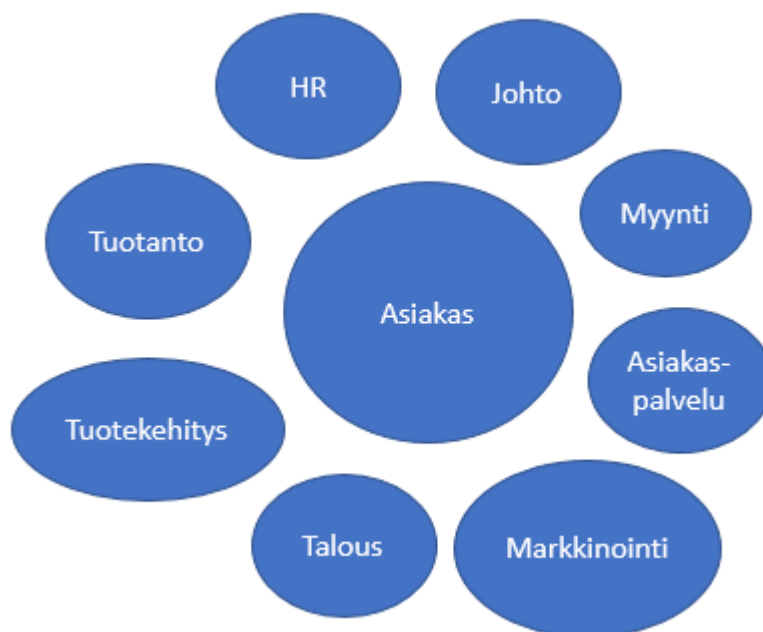 HR
Johto
Myynti
Tuotanto
Asiakas
Asiakas-
palvelu
Tuotekehitys
Talous
Markkinointi